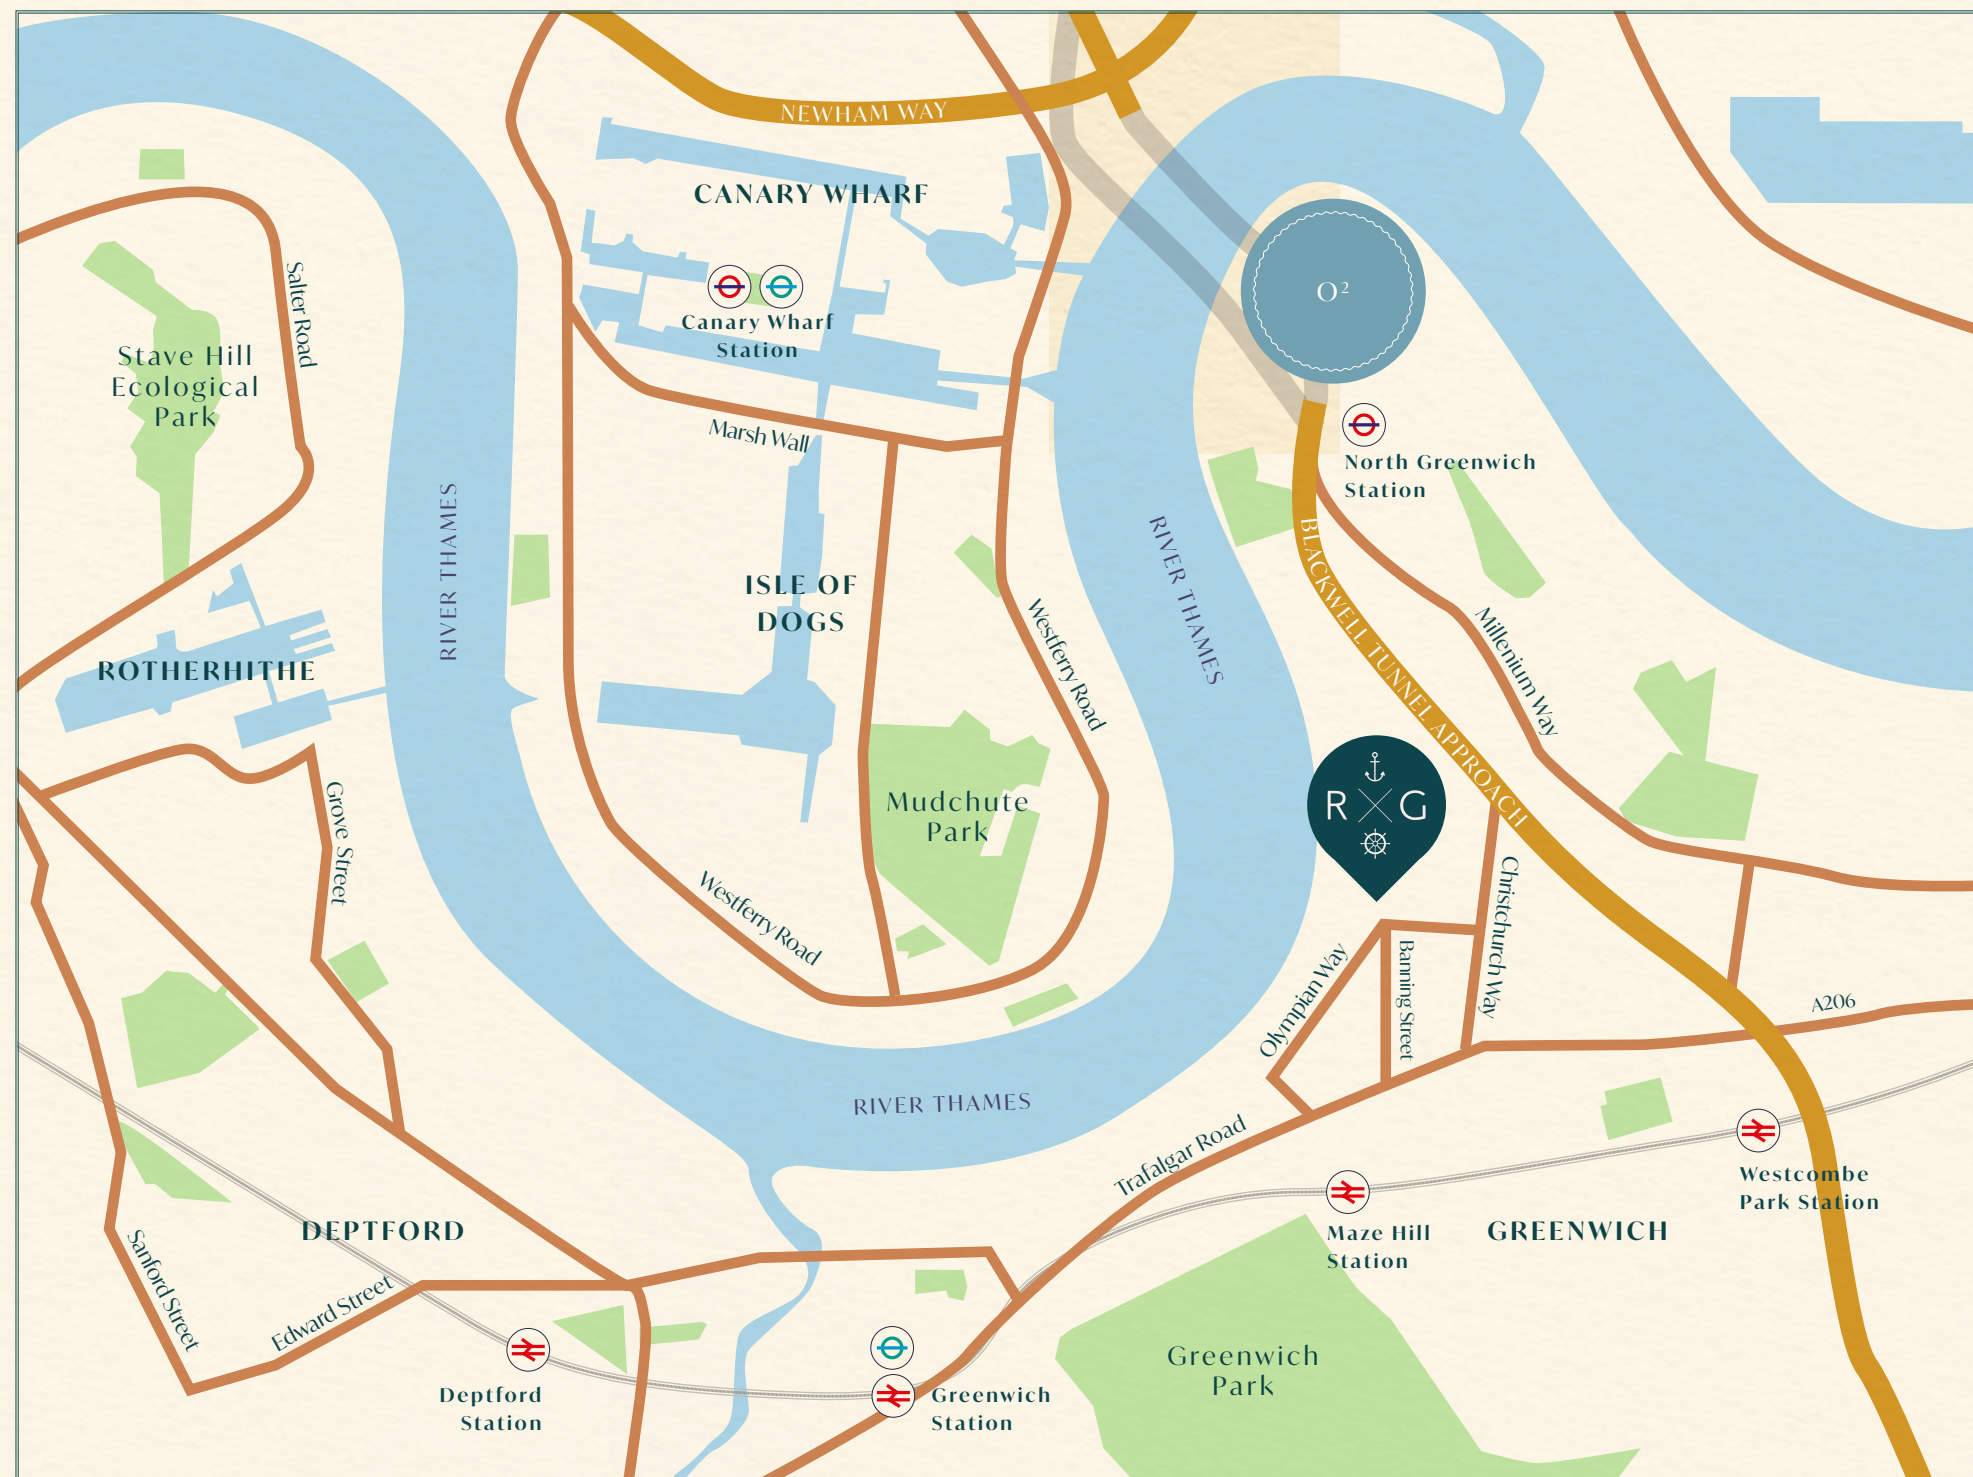 NEWHAM WAY
CANARY WHARF
Salter Road
O²
Canary Wharf
Station
Stave Hill
Ecological
Park
Marsh Wall
North Greenwich
Station
RIVER THAMES
RIVER THAMES
BLACKWELL TUNNEL APPROACH
ISLE OF
DOGS
Westferry Road
Millenium Way
ROTHERHITHE
Grove Street
Mudchute
Park
R G
Westferry Road
Christchurch Way
Olympian Way
Banning Street
A206
RIVER THAMES
Trafalgar Road
Westcombe
Park Station
DEPTFORD
Maze Hill
Station
GREENWICH
Sanford Street
Edward Street
Greenwich
Park
Deptford
Station
Greenwich
Station